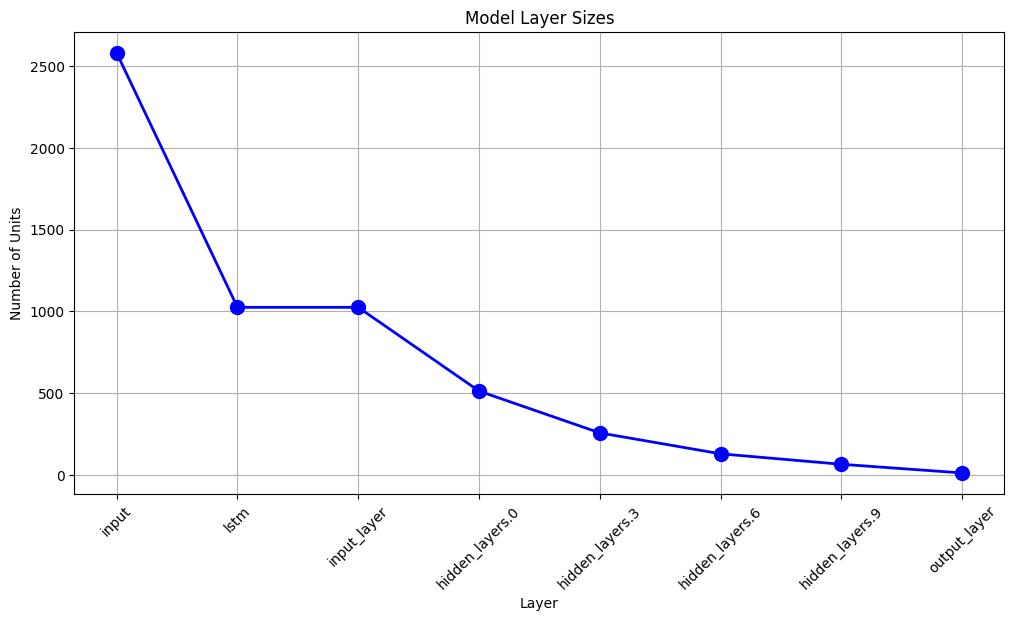 Model Layer Sizes
Number of Units
2500
2000
1500
1000
500
0
input
lstm
input_layer
hidden_layers.0
hidden_layers.3
hidden_layers.6
hidden_layers.9
output_layer
Layer